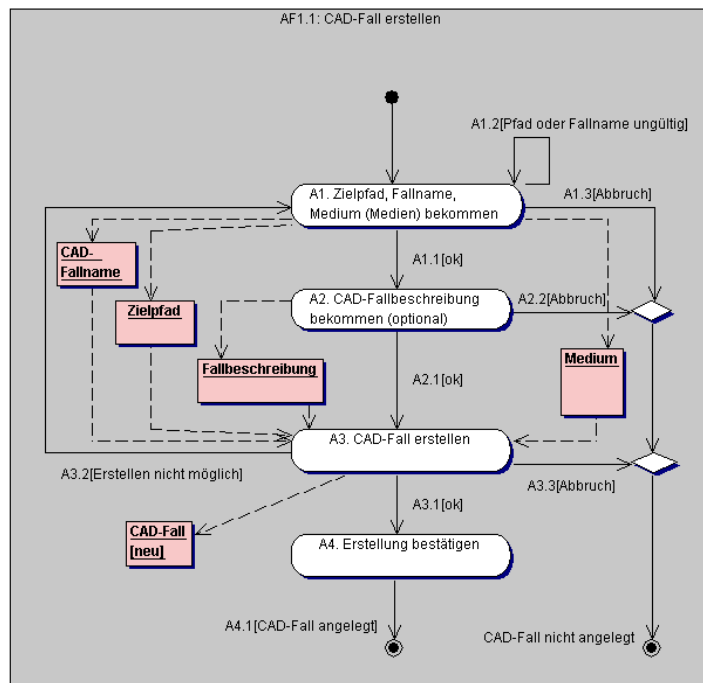 AF1.1: CAD-Fall erstellen
A1.2[Pfad oder Fallname ungültig]
A1. Zielpfad, Fallname,
Medium (Medien) bekommen
A1.3[Abbruch]
CAD-
Fallname
A1.1[ok]
Zielpfad
A2. CAD-Fallbeschreibung
bekommen (optional)
A2.2[Abbruch]
Fallbeschreibung
Medium
A2.1[ok]
A3. CAD-Fall erstellen
A3.2[Erstellen nicht möglich]
A3.3[Abbruch]
A3.1[ok]
CAD-Fall
[neu]
A4. Erstellung bestätigen
A4.1[CAD-Fall angelegt]
CAD-Fall nicht angelegt